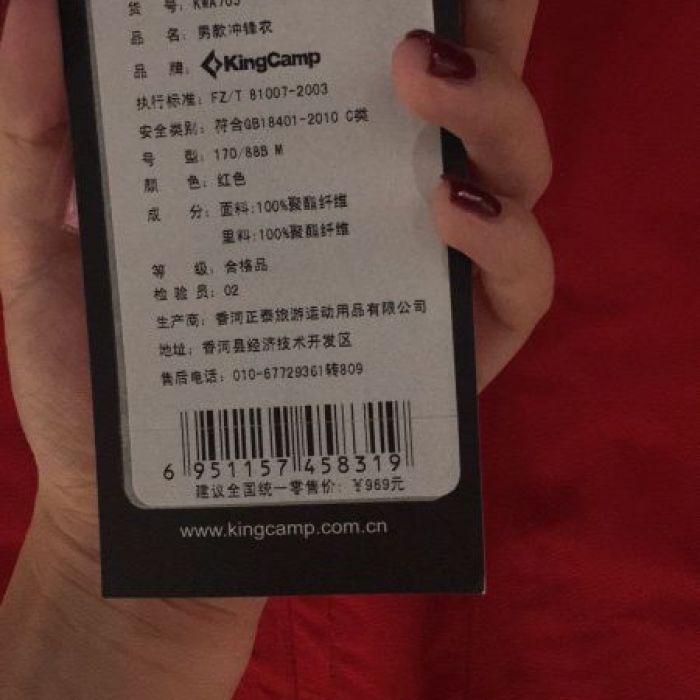 货 号：KWA703
品 名：男款冲锋衣
品 牌：KingCamp
执行标准：FZ/T 81007-2003
安全类别：符合GB18401-2010 C类
号 型：170/88B M
颜 色：红色
成 分：面料:100%聚酯纤维
里料:100%聚酯纤维
等 级：合格品
检 验 员：02
生产商：香河正泰旅游运动用品有限公司
地址：香河县经济技术开发区
售后电话：010-67729361转809
6 951157 458319
建议全国统一零售价：￥969元
www.kingcamp.com.cn